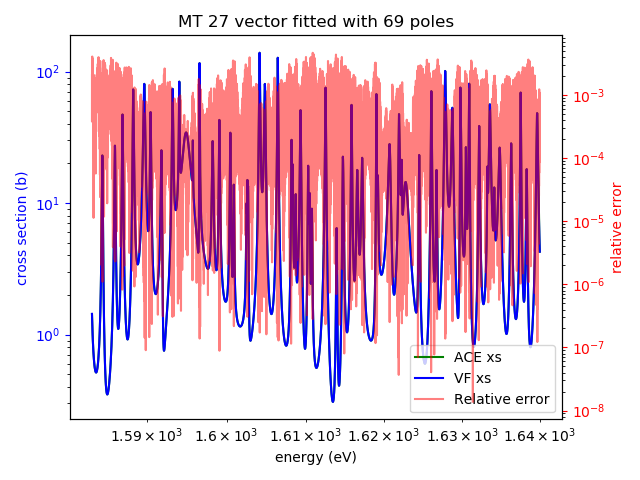 MT 27 vector fitted with 69 poles
cross section (b)
10²
10¹
10⁰
10⁻³
10⁻⁴
10⁻⁵
10⁻⁶
10⁻⁷
10⁻⁸
relative error
ACE xs
VF xs
Relative error
1.59 × 10³ 1.6 × 10³ 1.61 × 10³ 1.62 × 10³ 1.63 × 10³ 1.64 × 10³
energy (eV)